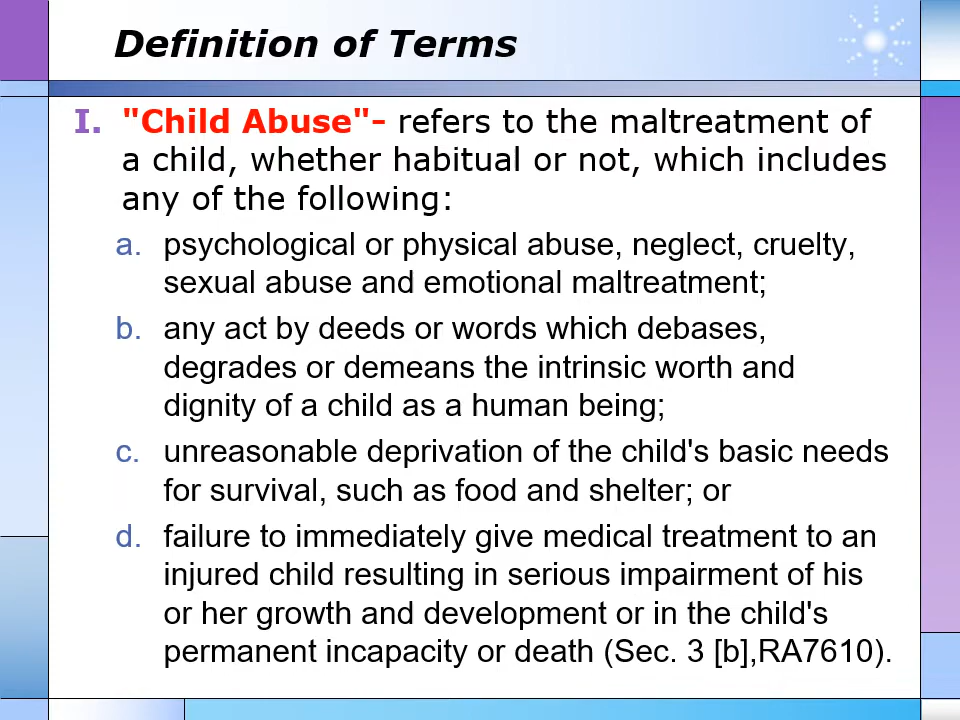 Definition of Terms
I. "Child Abuse"- refers to the maltreatment of
a child, whether habitual or not, which includes
any of the following:
a. psychological or physical abuse, neglect, cruelty,
sexual abuse and emotional maltreatment;
b. any act by deeds or words which debases,
degrades or demeans the intrinsic worth and
dignity of a child as a human being;
c. unreasonable deprivation of the child's basic needs
for survival, such as food and shelter; or
d. failure to immediately give medical treatment to an
injured child resulting in serious impairment of his
or her growth and development or in the child's
permanent incapacity or death (Sec. 3 [b],RA7610).